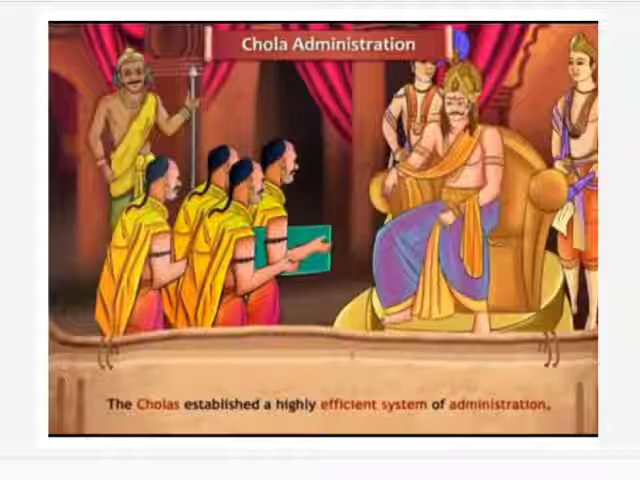 Chola Administration
The Cholas established a highly efficient system of administration.